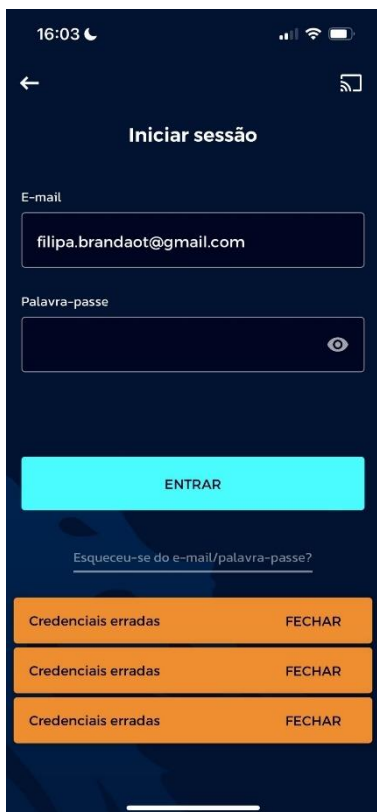 16:03
Iniciar sessão
E-mail
filipa.brandaot@gmail.com
Palavra-passe
ENTRAR
Esqueceu-se do e-mail/palavra-passe?
Credenciais erradas FECHAR
Credenciais erradas FECHAR
Credenciais erradas FECHAR